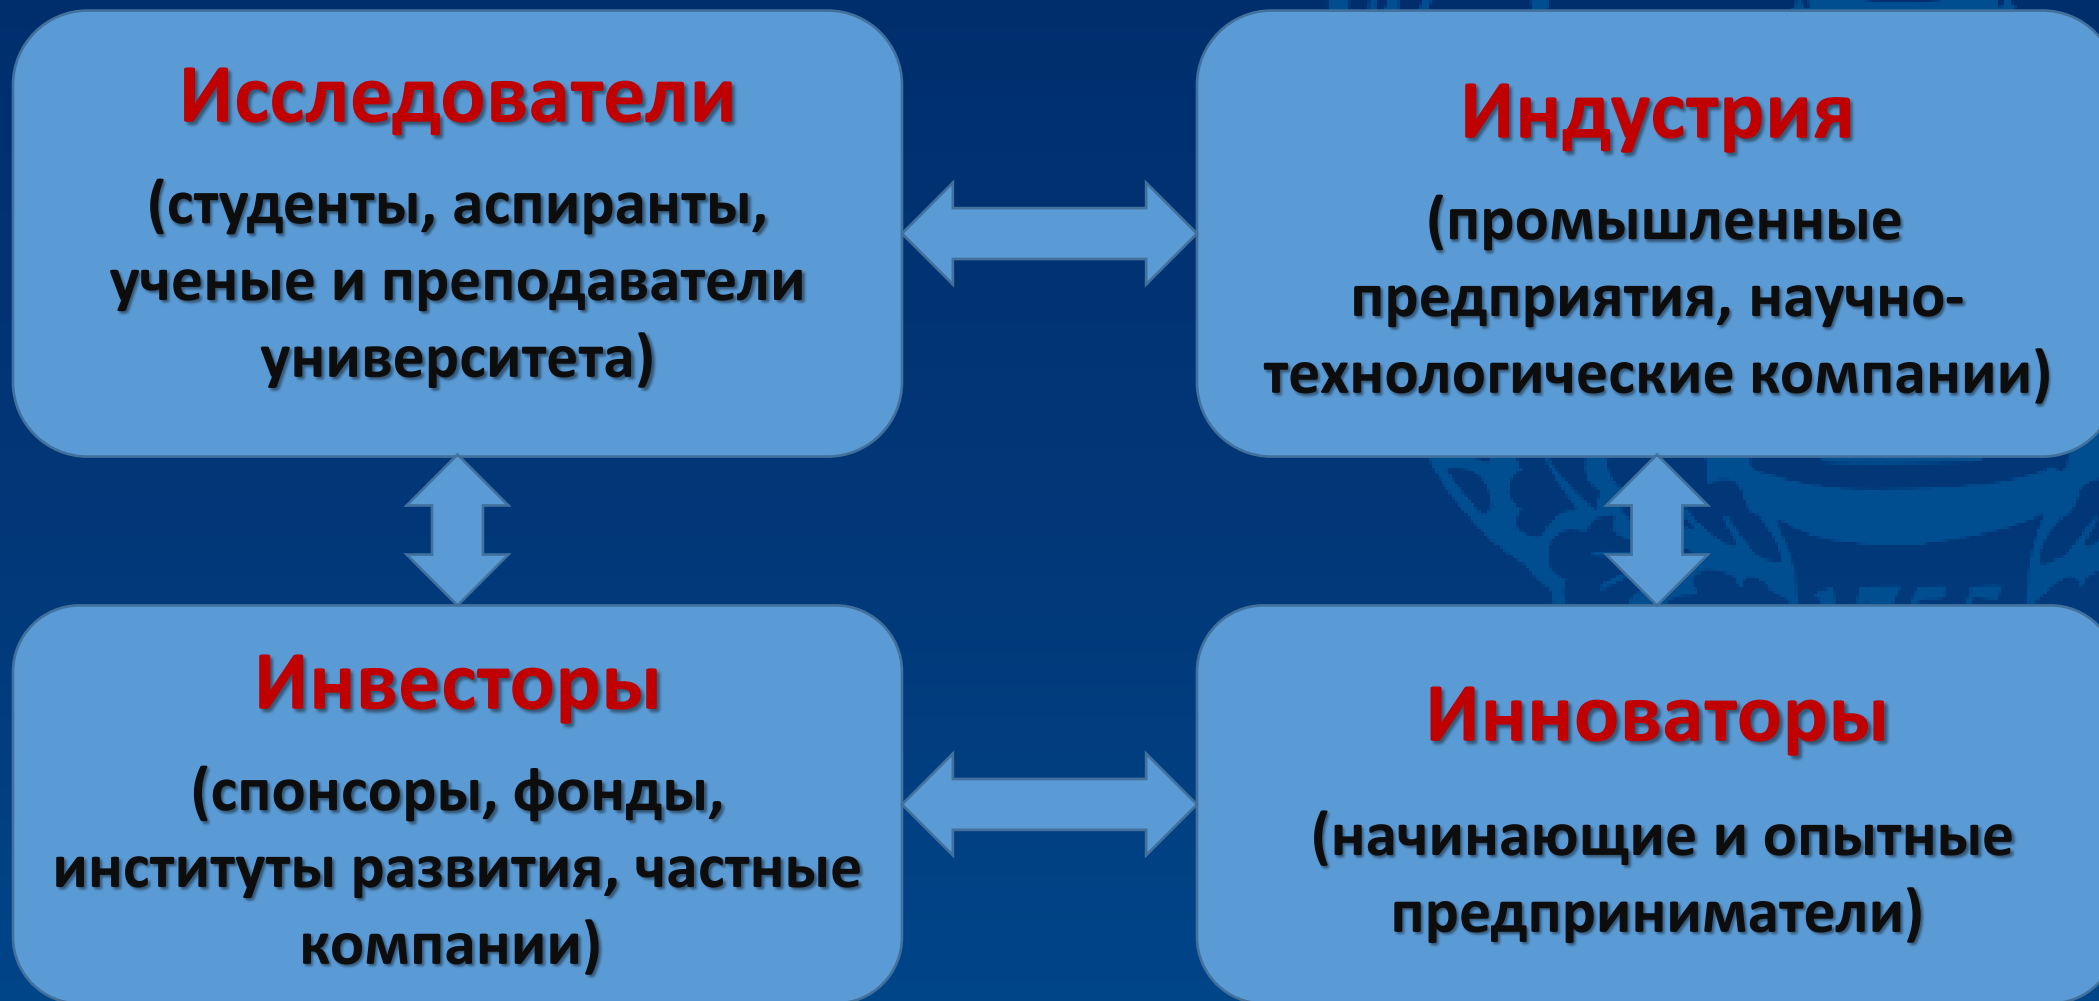 Исследователи
(студенты, аспиранты,
ученые и преподаватели
университета)
Индустрия
(промышленные
предприятия, научно-
технологические компании)
Инвесторы
(спонсоры, фонды,
институты развития, частные
компании)
Инноваторы
(начинающие и опытные
предприниматели)